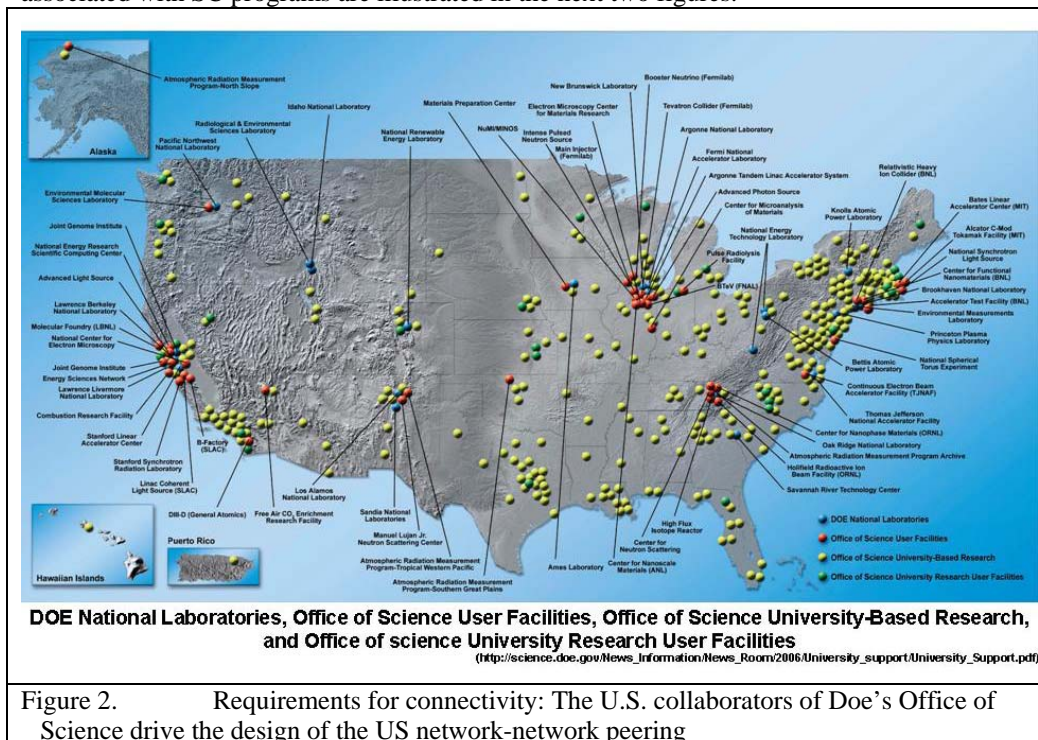 associated with SC programs are illustrated in the next two figures.
Atmospheric Radiation Measurement
Program-North Slope
Alaska
Idaho National Laboratory
Radiological & Environmental
Sciences Laboratory
Pacific Northwest
National Laboratory
Environmental Molecular
Sciences Laboratory
Joint Genome Institute
National Energy Research
Scientific Computing Center
Advanced Light Source
Lawrence Berkeley
National Laboratory
Molecular Foundry (LBNL)
National Center for
Electron Microscopy
Joint Genome Institute
Energy Sciences Network
Lawrence Livermore
National Laboratory
Combustion Research Facility
Stanford Linear
Accelerator Center
B-Factory
(SLAC)
Stanford Synchrotron
Radiation Laboratory
Linac Coherent
Light Source (SLAC)
DIII-D (General Atomics)
Free Air CO2 Enrichment
Research Facility
Los Alamos
National Laboratory
Sandia National
Laboratories
Manuel Lujan Jr.
Neutron Scattering Center
Atmospheric Radiation Measurement
Program-Tropical Western Pacific
Atmospheric Radiation Measurement
Program-Southern Great Plains
National Renewable
Energy Laboratory
Materials Preparation Center
NuMI/MINOS
New Brunswick Laboratory
Electron Microscopy Center
for Materials Research
Intense Pulsed
Neutron Source
Main Injector
(Fermilab)
Booster Neutrino (Fermilab)
Tevatron Collider (Fermilab)
Argonne National Laboratory
Fermi National
Accelerator Laboratory
Argonne Tandem Linac Accelerator System
Advanced Photon Source
Center for Microanalysis
of Materials
National Energy
Technology Laboratory
Pulse Radiolysis
Facility
BTeV (FNAL)
Relativistic Heavy
Ion Collider (BNL)
Knolls Atomic
Power Laboratory
Bates Linear
Accelerator Center (MIT)
Alcator C-Mod
Tokamak Facility (MIT)
National Synchrotron
Light Source
Center for Functional
Nanomaterials (BNL)
Brookhaven National Laboratory
Accelerator Test Facility (BNL)
Environmental Measurements
Laboratory
Princeton Plasma
Physics Laboratory
Bettis Atomic
Power Laboratory
National Spherical
Torus Experiment
Continuous Electron Beam
Accelerator Facility (TJNAF)
Thomas Jefferson
National Accelerator Facility
Center for Nanophase Materials (ORNL)
Oak Ridge National Laboratory
Atmospheric Radiation Measurement Program Archive
Holifield Radioactive Ion
Beam Facility (ORNL)
Savannah River Technology Center
High Flux
Isotope Reactor
Center for
Neutron Scattering
Center for Nanoscale
Materials (ANL)
Ames Laboratory
Hawaiian Islands
Puerto Rico
DOE National Laboratories
Office of Science User Facilities
Office of Science University-Based Research
Office of Science University Research User Facilities
DOE National Laboratories, Office of Science User Facilities, Office of Science University-Based Research,
and Office of science University Research User Facilities
(http://science.doe.gov/News_Information/News_Room/2006/University_support/University_Support.pdf)
Figure 2. Requirements for connectivity: The U.S. collaborators of Doe's Office of
Science drive the design of the US network-network peering